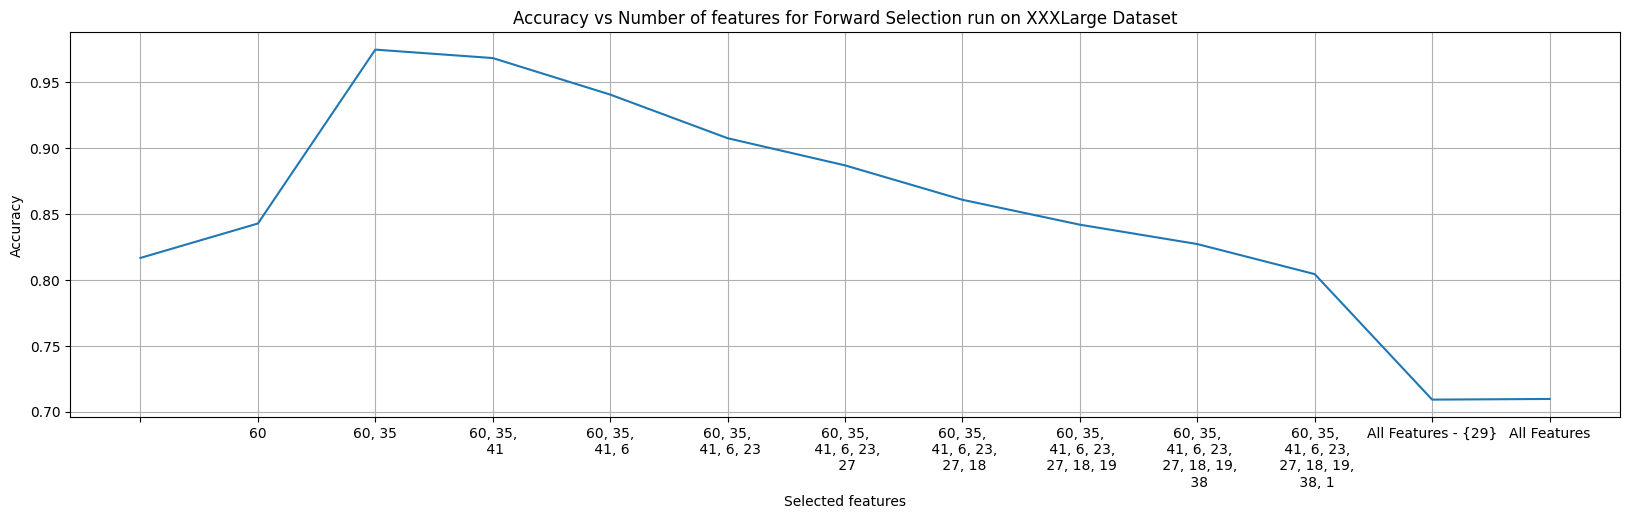 Accuracy vs Number of features for Forward Selection run on XXXLarge Dataset
Accuracy
0.95
0.90
0.85
0.80
0.75
0.70
60
60, 35
60, 35,
41
60, 35,
41, 6
60, 35,
41, 6, 23
60, 35,
41, 6, 23,
27
60, 35,
41, 6, 23,
27, 18
60, 35,
41, 6, 23,
27, 18, 19
60, 35,
41, 6, 23,
27, 18, 19,
38
60, 35,
41, 6, 23,
27, 18, 19,
38, 1
All Features - {29}
All Features
Selected features